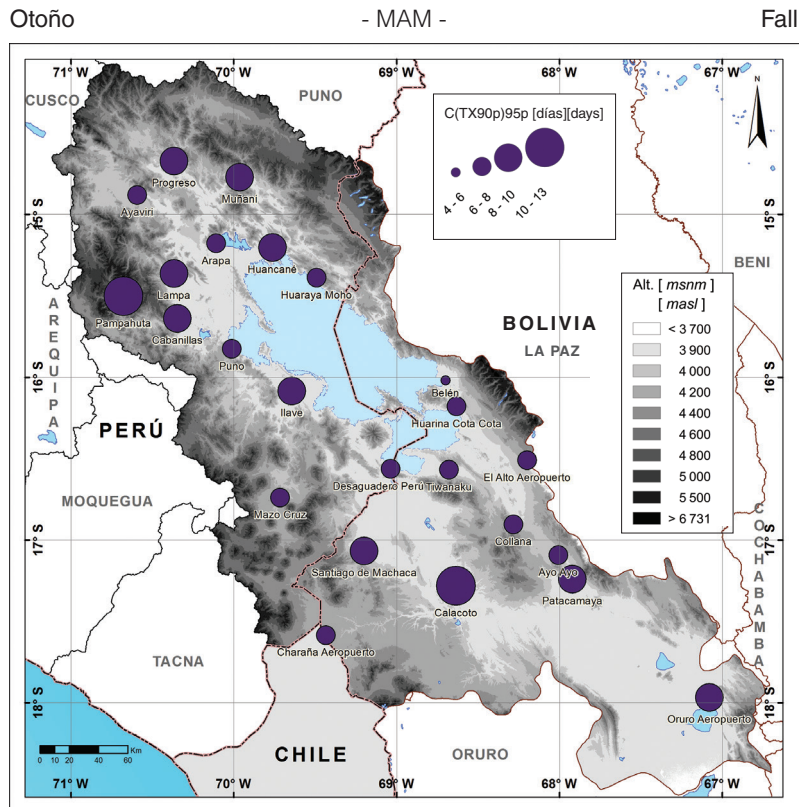 Otoño - MAM - Fall
71° W 70° W 69° W 68° W 67° W
CUSCO
PUNO
N
C(TX90p)95p [días][days]
4 - 6 6 - 8 8 - 10 10 - 13
Progreso
Muñani
Ayaviri
15° S 15° S
Arapa
Huancané
BENI
Huaraya Moho
Lampa
Alt. [ msnm ]
[ masl ]
< 3 700
3 900
4 000
4 200
4 400
4 600
4 800
5 000
5 500
> 6 731
Pampahuta
Cabanillas
AREQUIPA
BOLIVIA
LA PAZ
Puno
16° S 16° S
Belén
Ilave
Huarina Cota Cota
PERÚ
El Alto Aeropuerto
Desaguadero Perú
Tiwanaku
MOQUEGUA
Mazo Cruz
Collana
17° S 17° S
COCHABAMBA
Santiago de Machaca
Ayo Ayo
Patacamaya
Calacoto
Charaña Aeropuerto
TACNA
18° S 18° S
Oruro Aeropuerto
0 10 20 40 60 Km
CHILE
ORURO
71° W 70° W 69° W 68° W 67° W